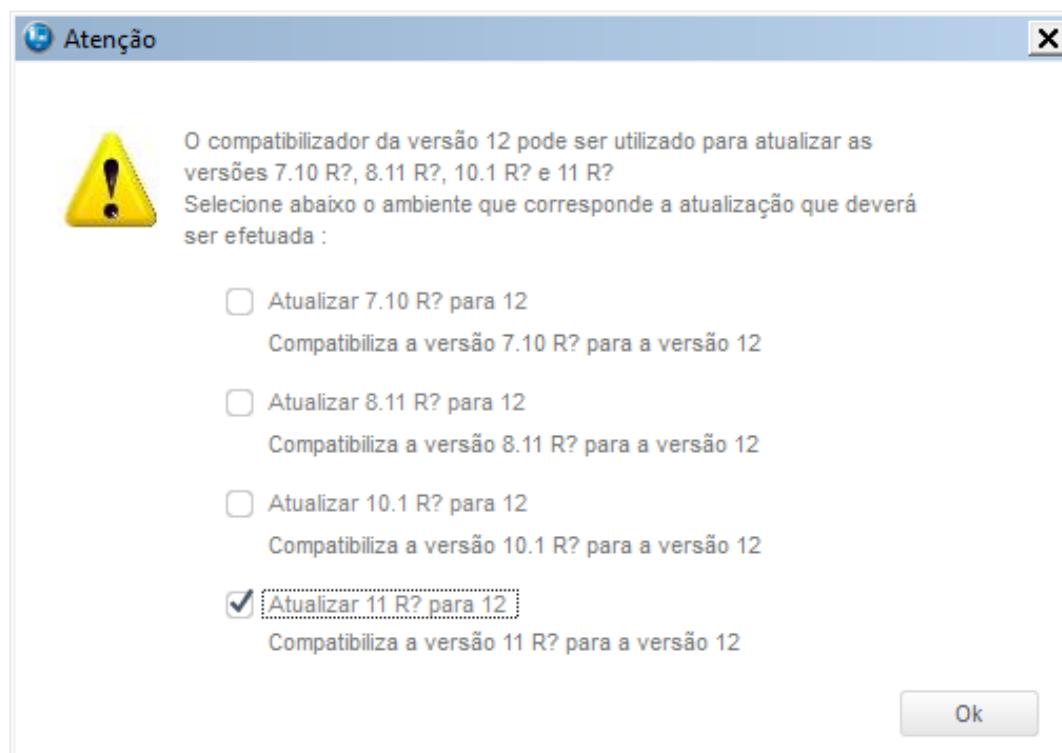 Atenção
O compatibilizador da versão 12 pode ser utilizado para atualizar as
versões 7.10 R?, 8.11 R?, 10.1 R? e 11 R?
Selecione abaixo o ambiente que corresponde a atualização que deverá
ser efetuada :
Atualizar 7.10 R? para 12
Compatibiliza a versão 7.10 R? para a versão 12
Atualizar 8.11 R? para 12
Compatibiliza a versão 8.11 R? para a versão 12
Atualizar 10.1 R? para 12
Compatibiliza a versão 10.1 R? para a versão 12
Atualizar 11 R? para 12
Compatibiliza a versão 11 R? para a versão 12
Ok